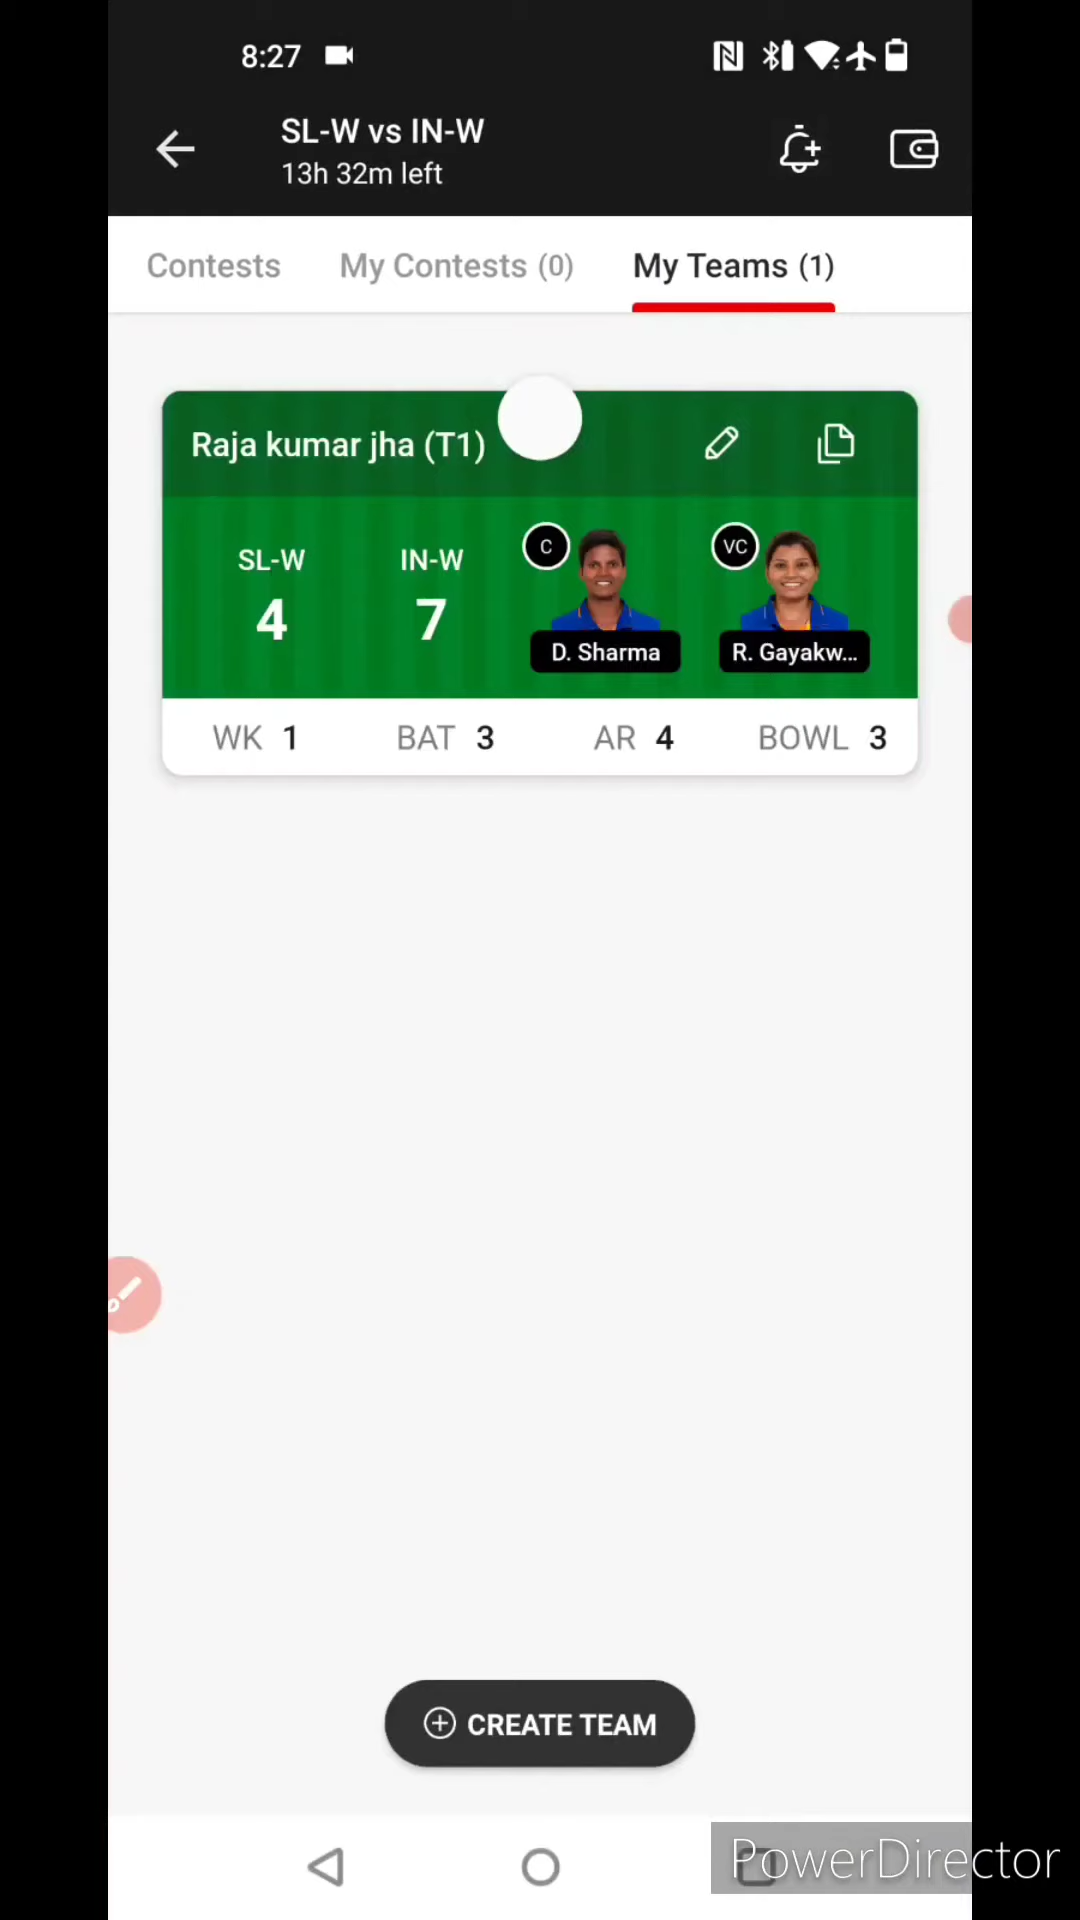 8:27
SL-W vs IN-W
13h 32m left
Contests My Contests (0) My Teams (1)
Raja kumar jha (T1)
SL-W IN-W C VC
4 7
D. Sharma R. Gayakw...
WK 1 BAT 3 AR 4 BOWL 3
CREATE TEAM
PowerDirector